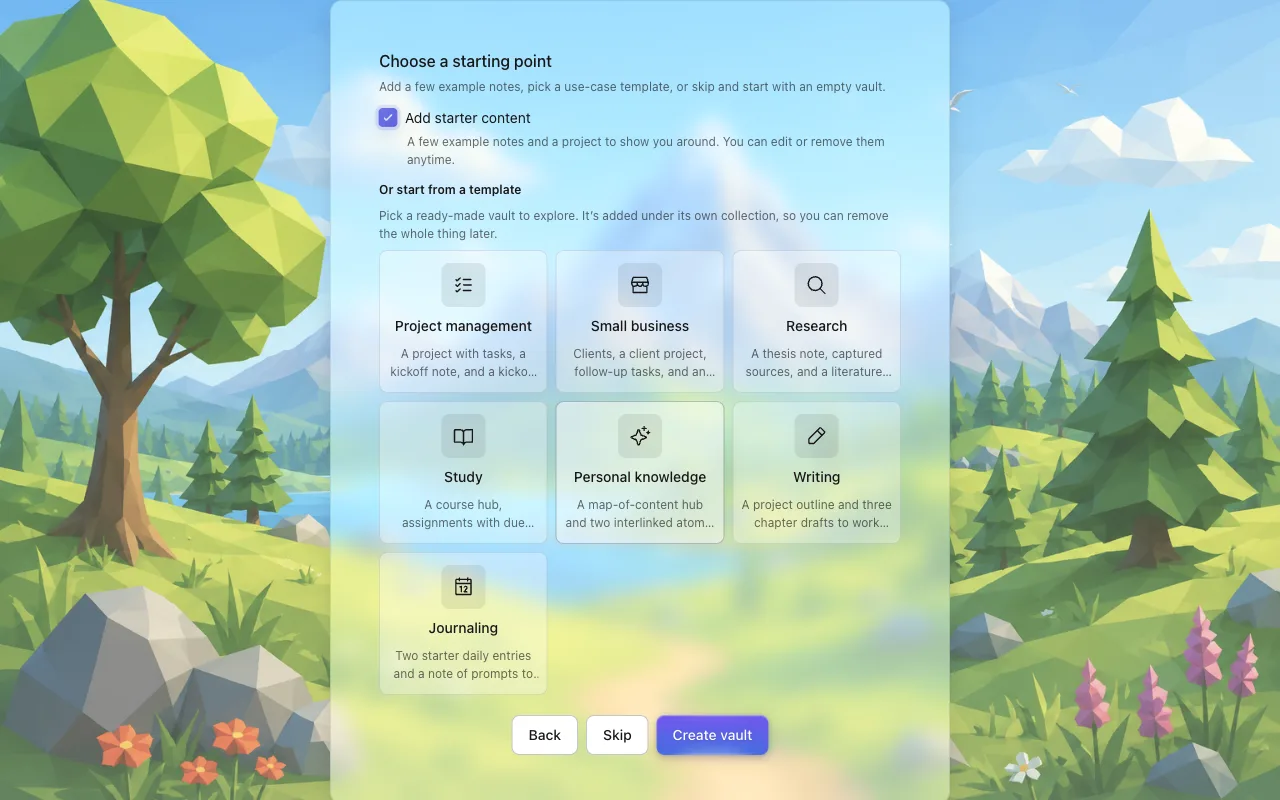 Choose a starting point
Add a few example notes, pick a use-case template, or skip and start with an empty vault.
Add starter content
A few example notes and a project to show you around. You can edit or remove them
anytime.
Or start from a template
Pick a ready-made vault to explore. It's added under its own collection, so you can remove
the whole thing later.
Project management
A project with tasks, a
kickoff note, and a kicko...
Small business
Clients, a client project,
follow-up tasks, and an...
Research
A thesis note, captured
sources, and a literature...
Study
A course hub,
assignments with due...
Personal knowledge
A map-of-content hub
and two interlinked atom...
Writing
A project outline and three
chapter drafts to work...
12
Journaling
Two starter daily entries
and a note of prompts to..
Back
Skip
Create vault